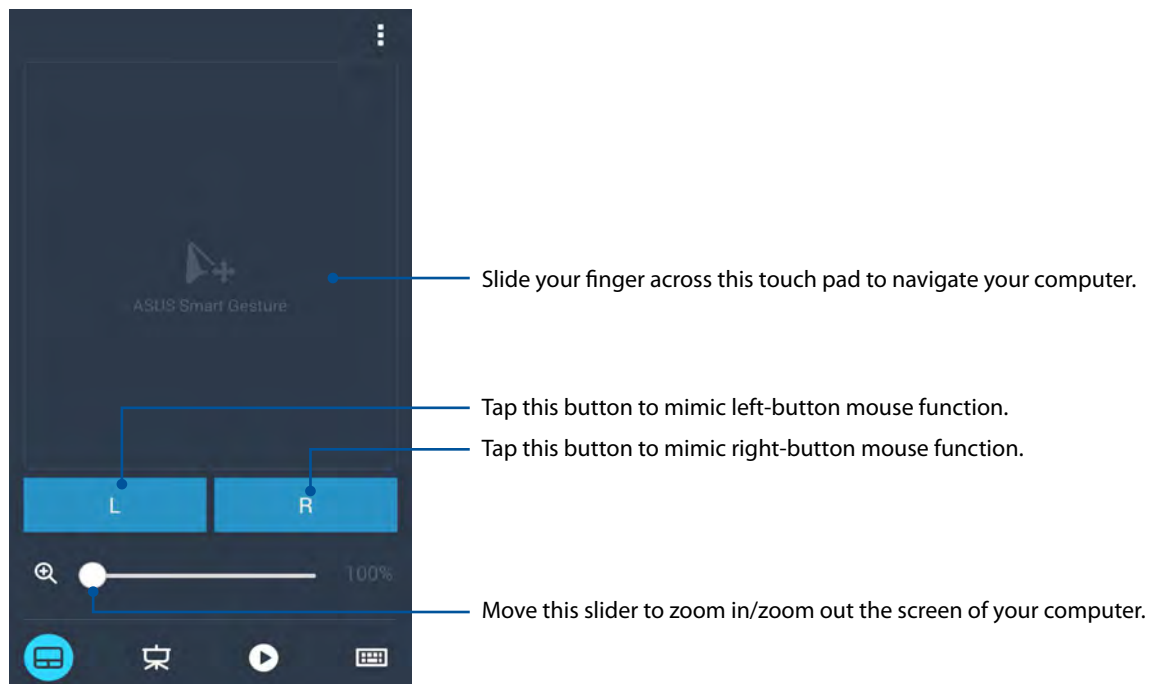 ASUS Smart Gesture
Slide your finger across this touch pad to navigate your computer.
Tap this button to mimic left-button mouse function.
Tap this button to mimic right-button mouse function.
L R
100%
Move this slider to zoom in/zoom out the screen of your computer.